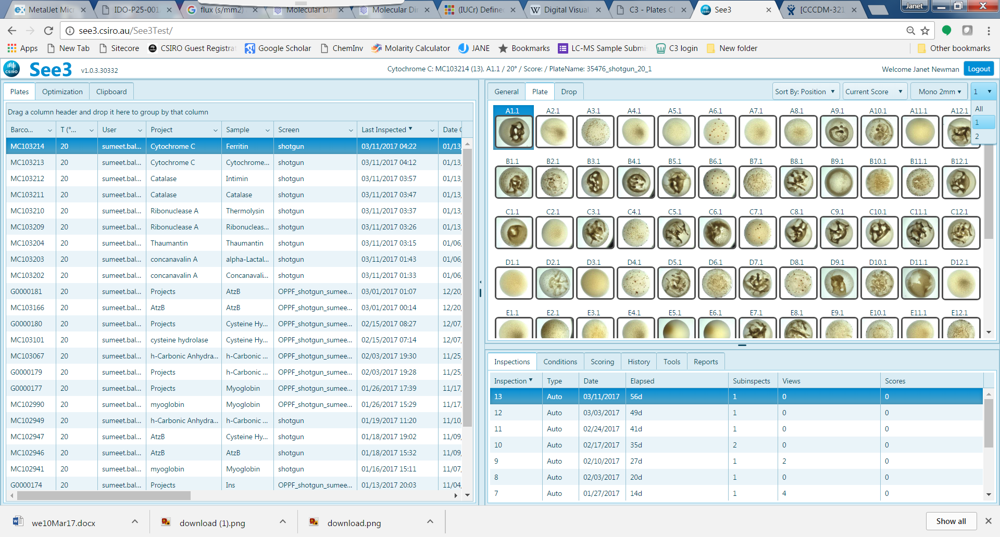 MetalJet Mic
IDO-P25-001
flux (s/mm2)
Molecular Di
Molecular Di
(IUCr) Define
Digital Visual
C3 - Plates C
See3
[CCCDM-321
Janet
see3.csiro.au/See3Test/
Apps
New Tab
Sitecore
CSIRO Guest Registrat
Google Scholar
ChemInv
Molarity Calculator
JANE
Bookmarks
LC-MS Sample Submi
C3 login
New folder
Other bookmarks
CSIRO
See3
v1.0.3.30332
Cytochrome C: MC103214 (13), A1.1 / 20° / Score: / PlateName: 35476_shotgun_20_1
Welcome Janet Newman
Logout
Plates Optimization Clipboard
Drag a column header and drop it here to group by that column
Barco... T (°... User Project Sample Screen Last Inspected Date C
MC103214 20 sumeet.bal... Cytochrome C Ferritin shotgun 03/11/2017 04:22 01/13,
MC103213 20 sumeet.bal... Cytochrome C Cytochrome... shotgun 03/11/2017 04:12 01/13,
MC103212 20 sumeet.bal... Catalase Intimin shotgun 03/11/2017 03:57 01/13,
MC103211 20 sumeet.bal... Catalase Catalase shotgun 03/11/2017 03:47 01/13,
MC103210 20 sumeet.bal... Ribonuclease A Thermolysin shotgun 03/11/2017 03:37 01/13,
MC103209 20 sumeet.bal... Ribonuclease A Ribonucleas... shotgun 03/11/2017 03:26 01/13,
MC103204 20 sumeet.bal... Thaumantin Thaumatin shotgun 03/11/2017 03:15 01/06,
MC103203 20 sumeet.bal... concanavalin A alpha-Lactal... shotgun 03/11/2017 01:43 01/06,
MC103202 20 sumeet.bal... concanavalin A Concanavali... shotgun 03/11/2017 01:33 01/06,
G0000181 20 sumeet.bal... Projects AtzB OPPF_shotgun_sumee... 03/01/2017 01:07 12/20,
MC103166 20 sumeet.bal... AtzB AtzB OPPF_shotgun_sumee... 03/01/2017 00:14 12/20,
G0000180 20 sumeet.bal... Projects Cysteine Hy... OPPF_shotgun_sumee... 02/15/2017 08:27 12/07,
MC103101 20 sumeet.bal... cysteine hydrolase Cysteine Hy... OPPF_shotgun_sumee... 02/15/2017 07:14 12/07,
MC103067 20 sumeet.bal... h-Carbonic Anhydra... h-Carbonic ... OPPF_shotgun_sumee... 02/03/2017 19:30 11/25,
G0000179 20 sumeet.bal... Projects h-Carbonic ... OPPF_shotgun_sumee... 02/03/2017 19:28 11/25,
G0000177 20 sumeet.bal... Projects Myoglobin OPPF_shotgun_sumee... 01/26/2017 17:39 11/17,
MC102990 20 sumeet.bal... myoglobin Myoglobin OPPF_shotgun_sumee... 01/26/2017 15:29 11/17,
MC102949 20 sumeet.bal... h-Carbonic Anhydra... h-Carbonic ... shotgun 01/19/2017 11:20 11/10,
MC102947 20 sumeet.bal... AtzB Cysteine Hy... shotgun 01/18/2017 19:02 11/09,
MC102946 20 sumeet.bal... AtzB AtzB shotgun 01/18/2017 15:32 11/09,
MC102941 20 sumeet.bal... myoglobin Myoglobin shotgun 01/16/2017 15:11 11/07,
G0000174 20 sumeet.bal... Projects Ins OPPF_shotgun_sumee... 01/13/2017 20:03 11/04,
General Plate Drop
Sort By: Position
Current Score
Mono 2mm
1
All
1
2
A1.1 A2.1 A3.1 A4.1 A5.1 A6.1 A7.1 A8.1 A9.1 A10.1 A11.1 A12.1
B1.1 B2.1 B3.1 B4.1 B5.1 B6.1 B7.1 B8.1 B9.1 B10.1 B11.1 B12.1
C1.1 C2.1 C3.1 C4.1 C5.1 C6.1 C7.1 C8.1 C9.1 C10.1 C11.1 C12.1
D1.1 D2.1 D3.1 D4.1 D5.1 D6.1 D7.1 D8.1 D9.1 D10.1 D11.1 D12.1
E1.1 E2.1 E3.1 E4.1 E5.1 E6.1 E7.1 E8.1 E9.1 E10.1 E11.1 E12.1
Inspections Conditions Scoring History Tools Reports
Inspection Type Date Elapsed Subinspects Views Scores
13 Auto 03/11/2017 56d 1 0 0
12 Auto 03/03/2017 49d 1 0 0
11 Auto 02/24/2017 41d 1 0 0
10 Auto 02/17/2017 35d 2 0 0
9 Auto 02/10/2017 27d 1 2 0
8 Auto 02/03/2017 20d 1 0 0
7 Auto 01/27/2017 14d 1 4 0
we10Mar17.docx
download (1).png
download.png
Show all